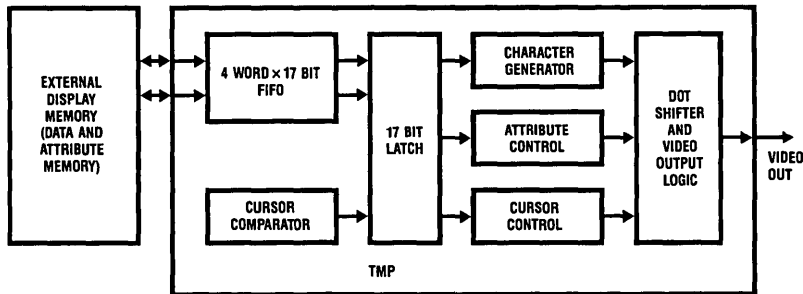 EXTERNAL
DISPLAY
MEMORY
(DATA AND
ATTRIBUTE
MEMORY)
4 WORD × 17 BIT
FIFO
CURSOR
COMPARATOR
17 BIT
LATCH
CHARACTER
GENERATOR
ATTRIBUTE
CONTROL
CURSOR
CONTROL
DOT
SHIFTER
AND
VIDEO
OUTPUT
LOGIC
VIDEO
OUT
TMP